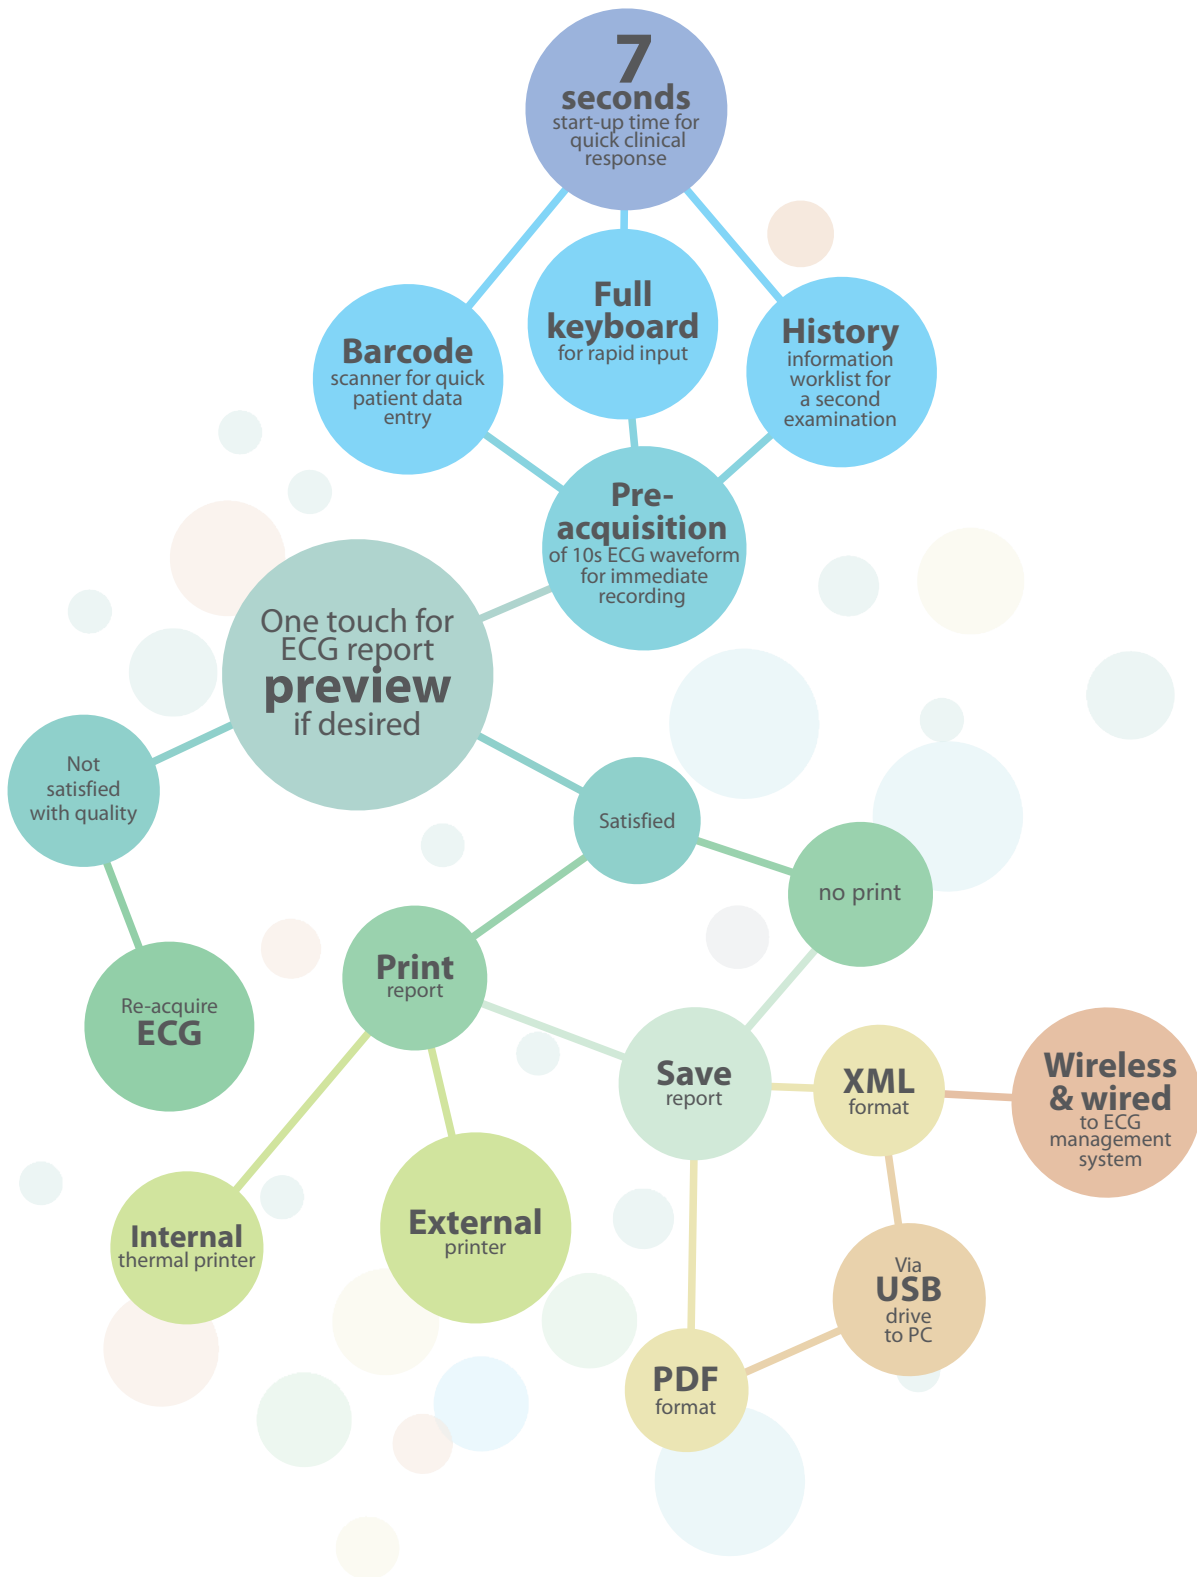 7
seconds
start-up time for
quick clinical
response
Barcode
scanner for quick
patient data
entry
Full
keyboard
for rapid input
History
information
worklist for
a second
examination
Pre-
acquisition
of 10s ECG waveform
for immediate
recording
One touch for
ECG report
preview
if desired
Not
satisfied
with quality
Satisfied
no print
Re-acquire
ECG
Print
report
Save
report
XML
format
Wireless
& wired
to ECG
management
system
Internal
thermal printer
External
printer
Via
USB
drive
to PC
PDF
format